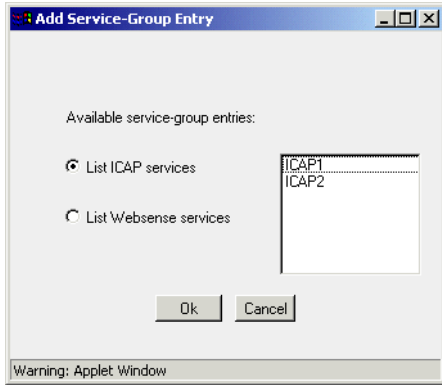 Add Service-Group Entry
Available service-group entries:
List ICAP services
ICAP1
ICAP2
List Websense services
Ok
Cancel
Warning: Applet Window